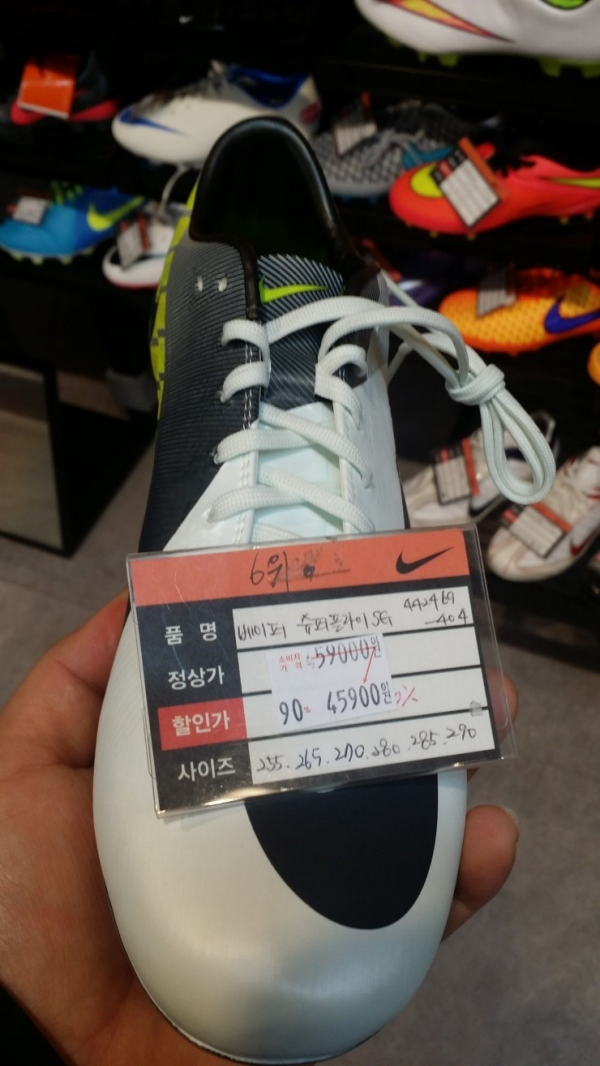 6월
품 명 베이퍼 슈퍼플라이 SG 442469
-404
정상가 소비자
가 격 459000원
할인가 90% 45900원
사이즈 255. 265. 270. 280. 285. 290